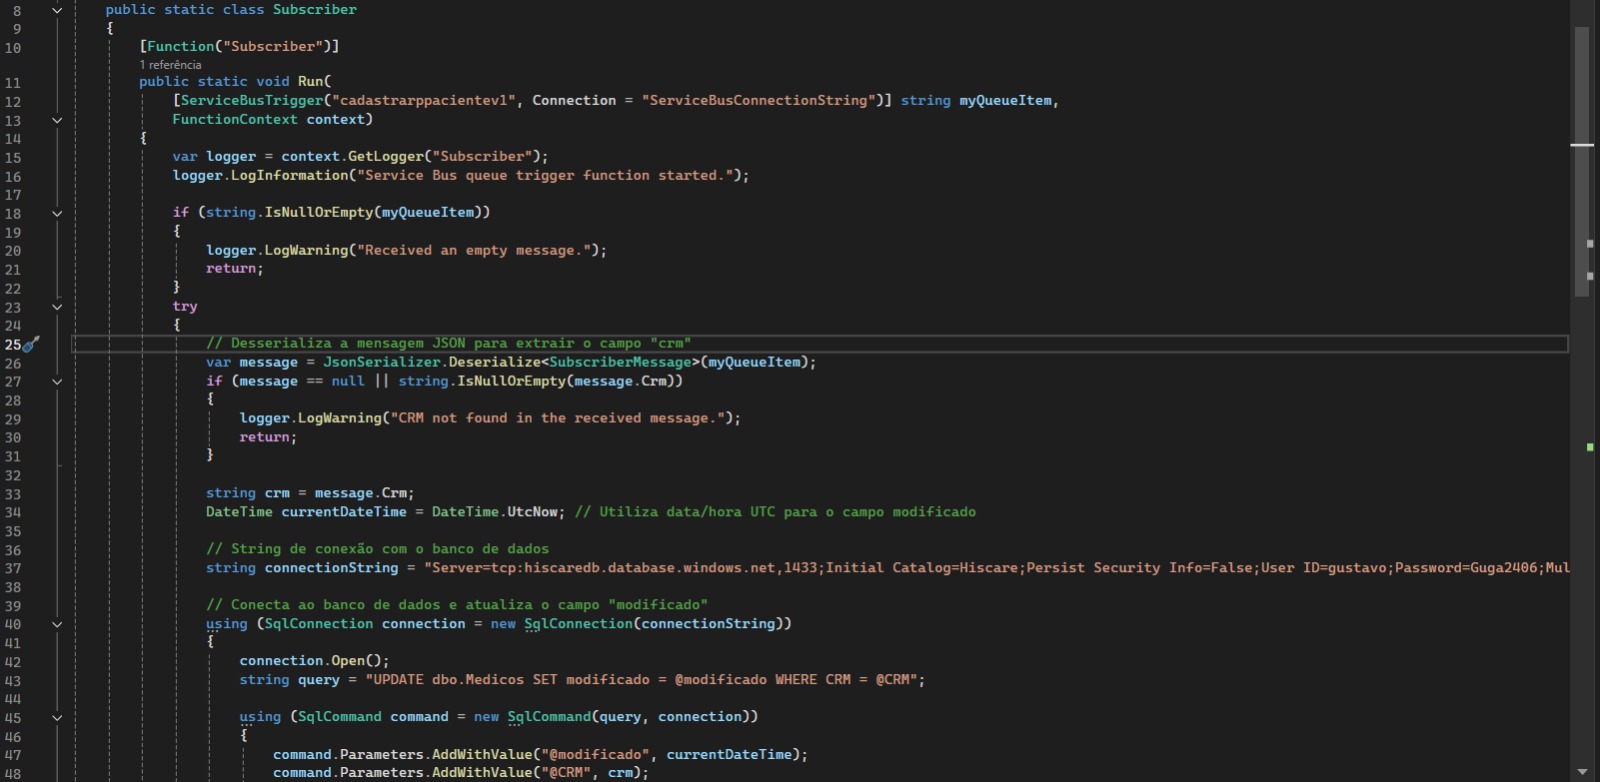 8 public static class Subscriber
9 {
10 [Function("Subscriber")]
1 referência
11 public static void Run(
12 [ServiceBusTrigger("cadastrarppacientev1", Connection = "ServiceBusConnectionString")] string myQueueItem,
13 FunctionContext context)
14 {
15 var logger = context.GetLogger("Subscriber");
16 logger.LogInformation("Service Bus queue trigger function started.");
17
18 if (string.IsNullOrEmpty(myQueueItem))
19 {
20 logger.LogWarning("Received an empty message.");
21 return;
22 }
23 try
24 {
25 // Desserializa a mensagem JSON para extrair o campo "crm"
26 var message = JsonSerializer.Deserialize<SubscriberMessage>(myQueueItem);
27 if (message == null || string.IsNullOrEmpty(message.Crm))
28 {
29 logger.LogWarning("CRM not found in the received message.");
30 return;
31 }
32
33 string crm = message.Crm;
34 DateTime currentDateTime = DateTime.UtcNow; // Utiliza data/hora UTC para o campo modificado
35
36 // String de conexão com o banco de dados
37 string connectionString = "Server=tcp:hiscaredb.database.windows.net,1433;Initial Catalog=Hiscare;Persist Security Info=False;User ID=gustavo;Password=Guga2406;Mul
38
39 // Conecta ao banco de dados e atualiza o campo "modificado"
40 using (SqlConnection connection = new SqlConnection(connectionString))
41 {
42 connection.Open();
43 string query = "UPDATE dbo.Medicos SET modificado = @modificado WHERE CRM = @CRM";
44
45 using (SqlCommand command = new SqlCommand(query, connection))
46 {
47 command.Parameters.AddWithValue("@modificado", currentDateTime);
48 command.Parameters.AddWithValue("@CRM", crm);